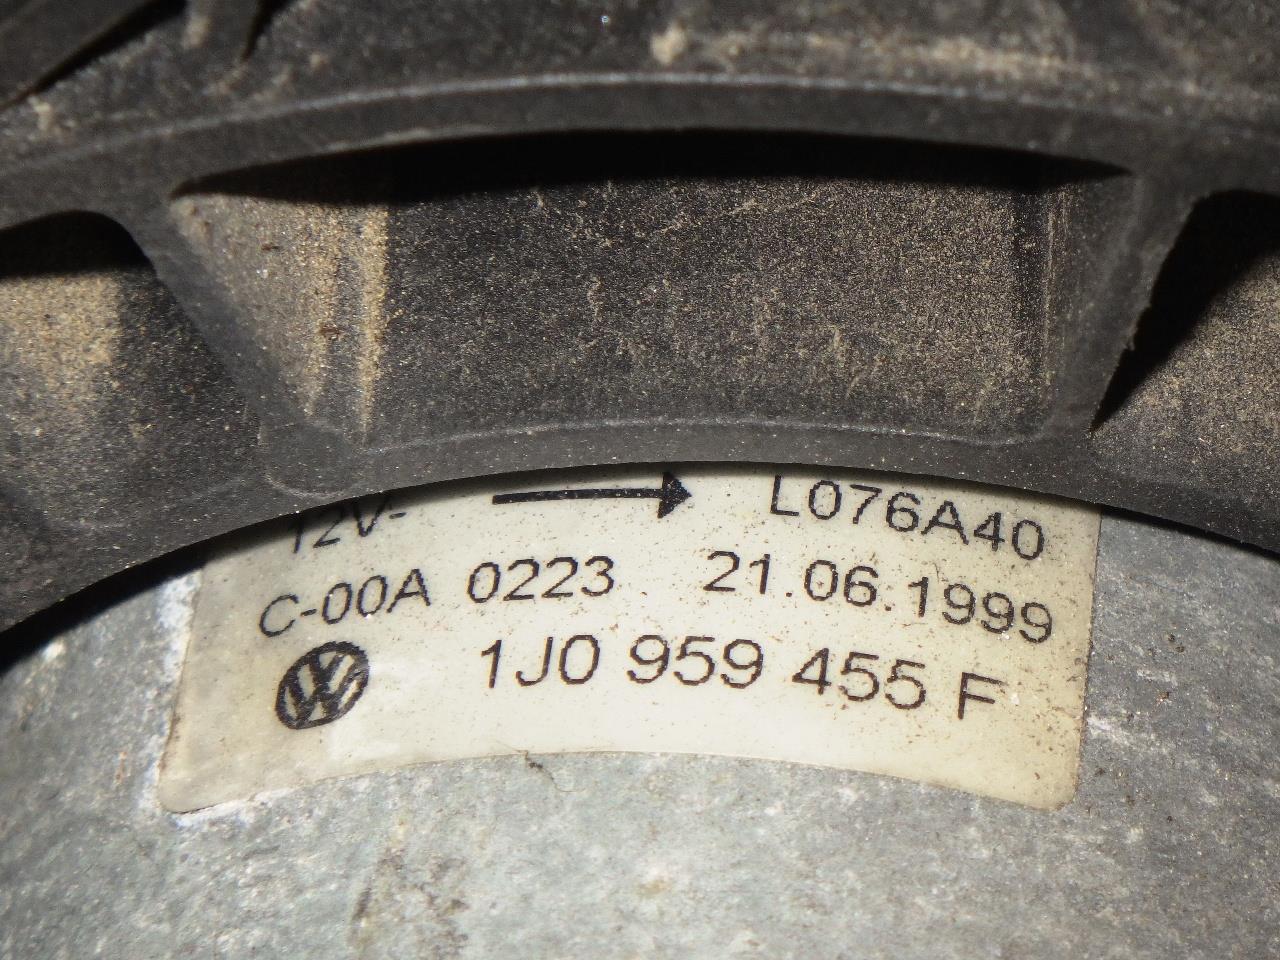 12V- L076A40
C-00A 0223 21.06.1999
1J0 959 455 F